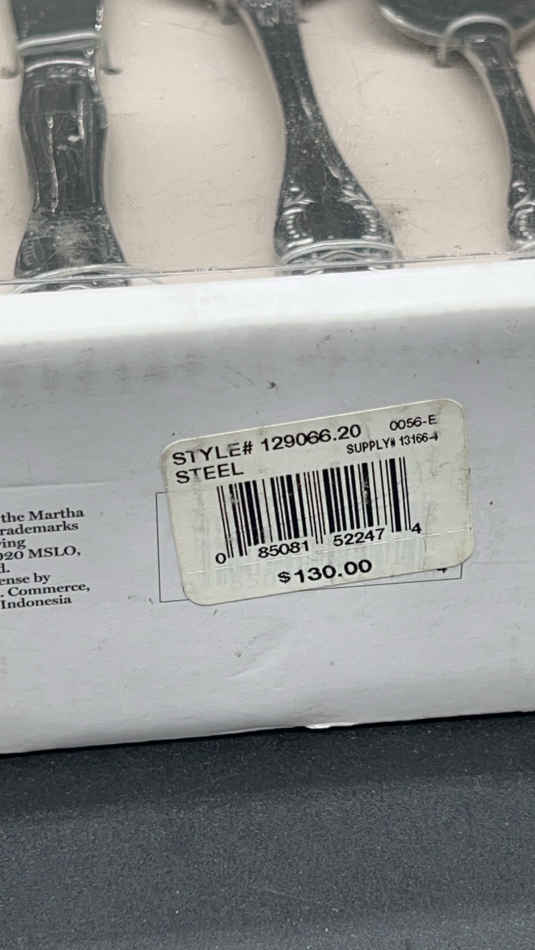 STYLE# 129066.20 0056-E
STEEL SUPPLY# 13166-4
0 85081 52247 4
$130.00
the Martha
rademarks
ing
020 MSLO,
d.
ense by
. Commerce,
Indonesia